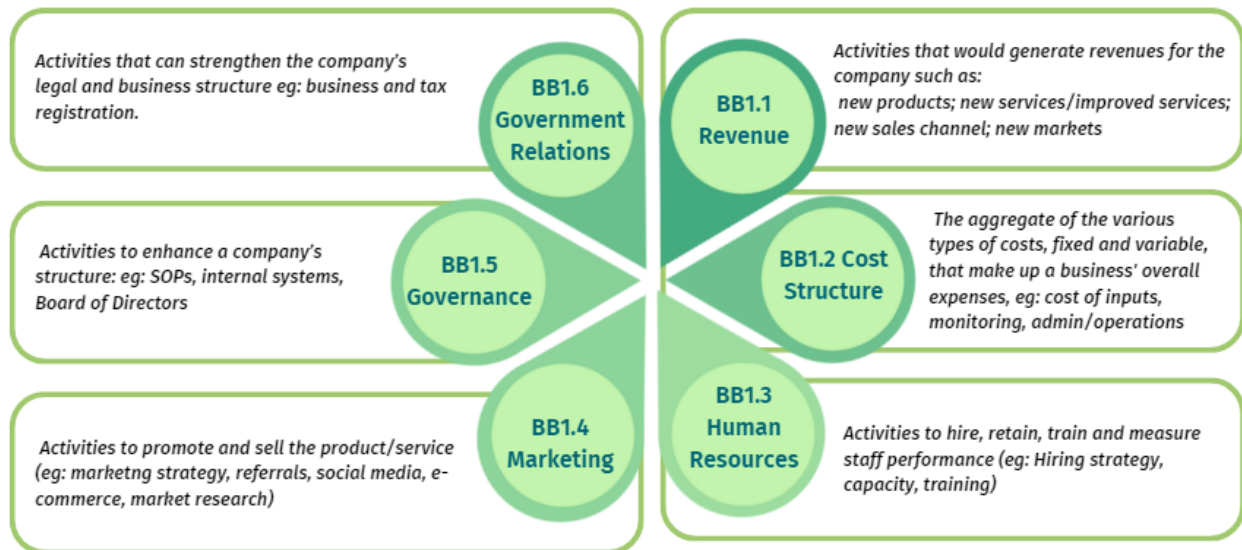 Activities that can strengthen the company's
legal and business structure eg: business and tax
registration.
BB1.6
Government
Relations
BB1.1
Revenue
Activities that would generate revenues for the
company such as:
new products; new services/improved services;
new sales channel; new markets
Activities to enhance a company's
structure: eg: SOPs, internal systems,
Board of Directors
BB1.5
Governance
BB1.2 Cost
Structure
The aggregate of the various
types of costs, fixed and variable,
that make up a business' overall
expenses, eg: cost of inputs,
monitoring, admin/operations
Activities to promote and sell the product/service
(eg: marketng strategy, referrals, social media, e-
commerce, market research)
BB1.4
Marketing
BB1.3
Human
Resources
Activities to hire, retain, train and measure
staff performance (eg: Hiring strategy,
capacity, training)